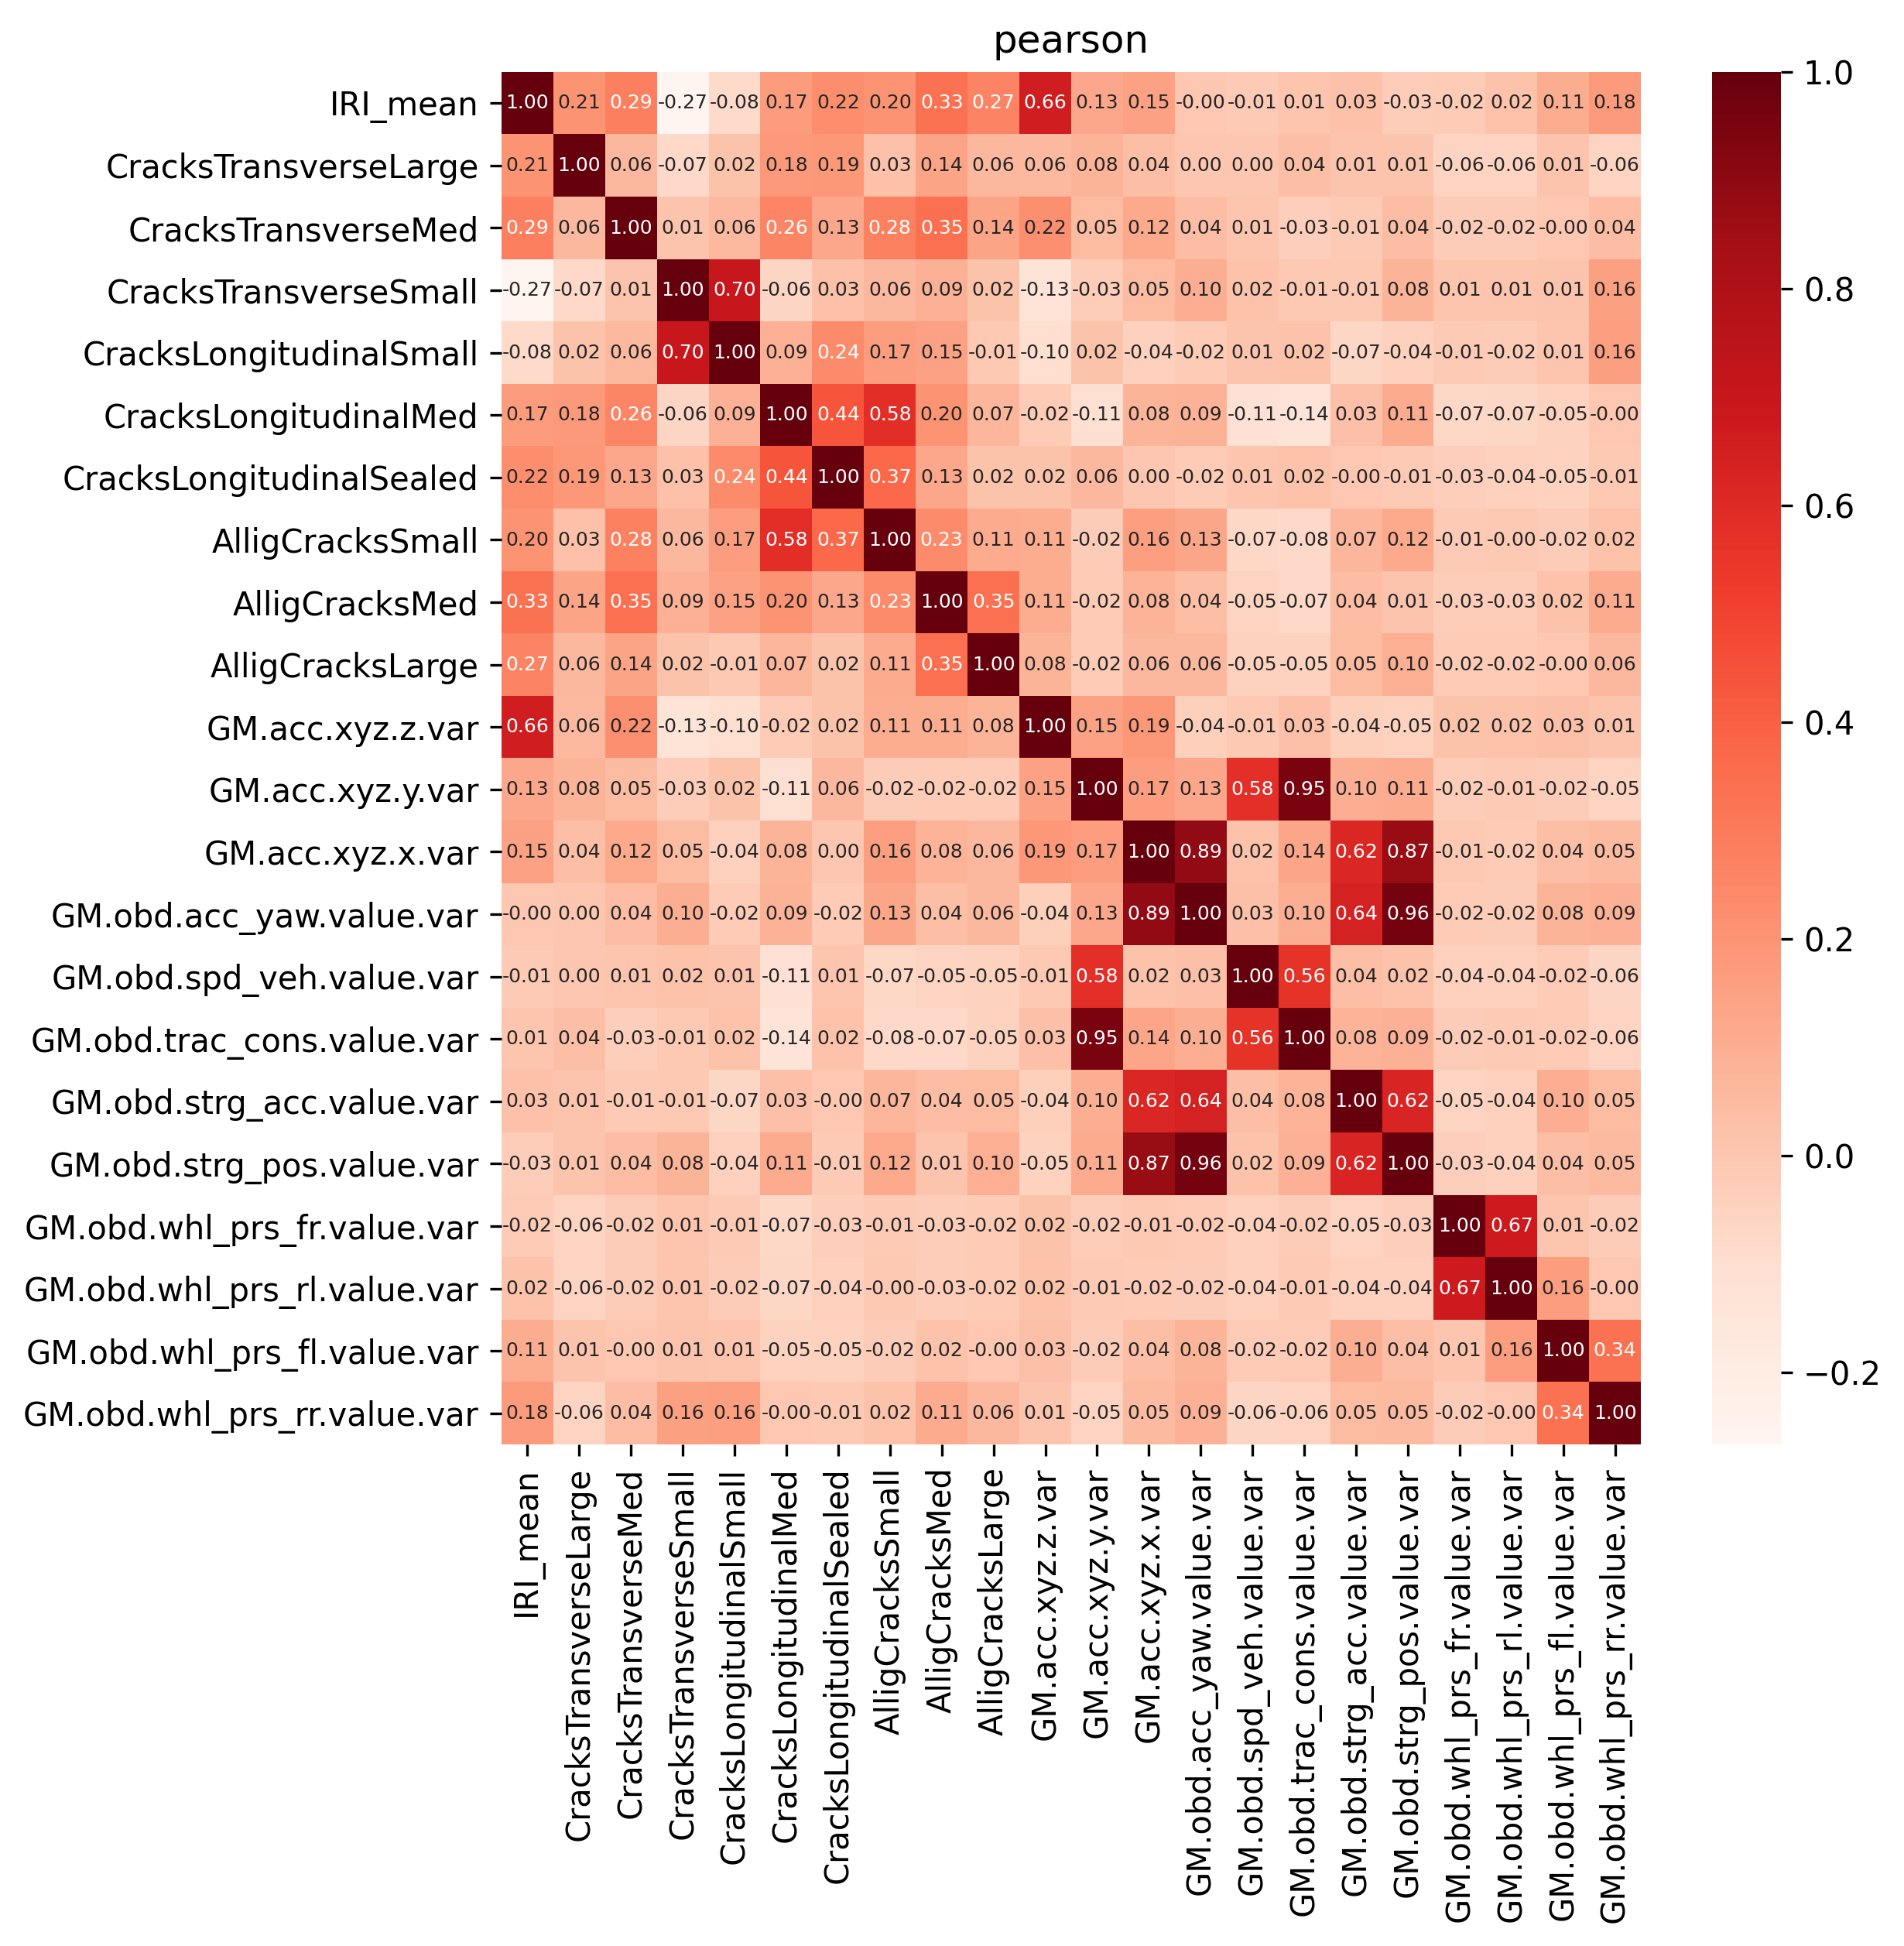 pearson
IRI_mean 1.00 0.21 0.29 -0.27 -0.08 0.17 0.22 0.20 0.33 0.27 0.66 0.13 0.15 -0.00 -0.01 0.01 0.03 -0.03 -0.02 0.02 0.11 0.18
CracksTransverseLarge 0.21 1.00 0.06 -0.07 0.02 0.18 0.19 0.03 0.14 0.06 0.06 0.08 0.04 0.00 0.00 0.04 0.01 0.01 -0.06 -0.06 0.01 -0.06
CracksTransverseMed 0.29 0.06 1.00 0.01 0.06 0.26 0.13 0.28 0.35 0.14 0.22 0.05 0.12 0.04 0.01 -0.03 -0.01 0.04 -0.02 -0.02 -0.00 0.04
CracksTransverseSmall -0.27 -0.07 0.01 1.00 0.70 -0.06 0.03 0.06 0.09 0.02 -0.13 -0.03 0.05 0.10 0.02 -0.01 -0.01 0.08 0.01 0.01 0.01 0.16
CracksLongitudinalSmall -0.08 0.02 0.06 0.70 1.00 0.09 0.24 0.17 0.15 -0.01 -0.10 0.02 -0.04 -0.02 0.01 0.02 -0.07 -0.04 -0.01 -0.02 0.01 0.16
CracksLongitudinalMed 0.17 0.18 0.26 -0.06 0.09 1.00 0.44 0.58 0.20 0.07 -0.02 -0.11 0.08 0.09 -0.11 -0.14 0.03 0.11 -0.07 -0.07 -0.05 -0.00
CracksLongitudinalSealed 0.22 0.19 0.13 0.03 0.24 0.44 1.00 0.37 0.13 0.02 0.02 0.06 0.00 -0.02 0.01 0.02 -0.00 -0.01 -0.03 -0.04 -0.05 -0.01
AlligCracksSmall 0.20 0.03 0.28 0.06 0.17 0.58 0.37 1.00 0.23 0.11 0.11 -0.02 0.16 0.13 -0.07 -0.08 0.07 0.12 -0.01 -0.00 -0.02 0.02
AlligCracksMed 0.33 0.14 0.35 0.09 0.15 0.20 0.13 0.23 1.00 0.35 0.11 -0.02 0.08 0.04 -0.05 -0.07 0.04 0.01 -0.03 -0.03 0.02 0.11
AlligCracksLarge 0.27 0.06 0.14 0.02 -0.01 0.07 0.02 0.11 0.35 1.00 0.08 -0.02 0.06 0.06 -0.05 -0.05 0.05 0.10 -0.02 -0.02 -0.00 0.06
GM.acc.xyz.z.var 0.66 0.06 0.22 -0.13 -0.10 -0.02 0.02 0.11 0.11 0.08 1.00 0.15 0.19 -0.04 -0.01 0.03 -0.04 -0.05 0.02 0.02 0.03 0.01
GM.acc.xyz.y.var 0.13 0.08 0.05 -0.03 0.02 -0.11 0.06 -0.02 -0.02 -0.02 0.15 1.00 0.17 0.13 0.58 0.95 0.10 0.11 -0.02 -0.01 -0.02 -0.05
GM.acc.xyz.x.var 0.15 0.04 0.12 0.05 -0.04 0.08 0.00 0.16 0.08 0.06 0.19 0.17 1.00 0.89 0.02 0.14 0.62 0.87 -0.01 -0.02 0.04 0.05
GM.obd.acc_yaw.value.var -0.00 0.00 0.04 0.10 -0.02 0.09 -0.02 0.13 0.04 0.06 -0.04 0.13 0.89 1.00 0.03 0.10 0.64 0.96 -0.02 -0.02 0.08 0.09
GM.obd.spd_veh.value.var -0.01 0.00 0.01 0.02 0.01 -0.11 0.01 -0.07 -0.05 -0.05 -0.01 0.58 0.02 0.03 1.00 0.56 0.04 0.02 -0.04 -0.04 -0.02 -0.06
GM.obd.trac_cons.value.var 0.01 0.04 -0.03 -0.01 0.02 -0.14 0.02 -0.08 -0.07 -0.05 0.03 0.95 0.14 0.10 0.56 1.00 0.08 0.09 -0.02 -0.01 -0.02 -0.06
GM.obd.strg_acc.value.var 0.03 0.01 -0.01 -0.01 -0.07 0.03 -0.00 0.07 0.04 0.05 -0.04 0.10 0.62 0.64 0.04 0.08 1.00 0.62 -0.05 -0.04 0.10 0.05
GM.obd.strg_pos.value.var -0.03 0.01 0.04 0.08 -0.04 0.11 -0.01 0.12 0.01 0.10 -0.05 0.11 0.87 0.96 0.02 0.09 0.62 1.00 -0.03 -0.04 0.04 0.05
GM.obd.whl_prs_fr.value.var -0.02 -0.06 -0.02 0.01 -0.01 -0.07 -0.03 -0.01 -0.03 -0.02 0.02 -0.02 -0.01 -0.02 -0.04 -0.02 -0.05 -0.03 1.00 0.67 0.01 -0.02
GM.obd.whl_prs_rl.value.var 0.02 -0.06 -0.02 0.01 -0.02 -0.07 -0.04 -0.00 -0.03 -0.02 0.02 -0.01 -0.02 -0.02 -0.04 -0.01 -0.04 -0.04 0.67 1.00 0.16 -0.00
GM.obd.whl_prs_fl.value.var 0.11 0.01 -0.00 0.01 0.01 -0.05 -0.05 -0.02 0.02 -0.00 0.03 -0.02 0.04 0.08 -0.02 -0.02 0.10 0.04 0.01 0.16 1.00 0.34
GM.obd.whl_prs_rr.value.var 0.18 -0.06 0.04 0.16 0.16 -0.00 -0.01 0.02 0.11 0.06 0.01 -0.05 0.05 0.09 -0.06 -0.06 0.05 0.05 -0.02 -0.00 0.34 1.00
IRI_mean
CracksTransverseLarge
CracksTransverseMed
CracksTransverseSmall
CracksLongitudinalSmall
CracksLongitudinalMed
CracksLongitudinalSealed
AlligCracksSmall
AlligCracksMed
AlligCracksLarge
GM.acc.xyz.z.var
GM.acc.xyz.y.var
GM.acc.xyz.x.var
GM.obd.acc_yaw.value.var
GM.obd.spd_veh.value.var
GM.obd.trac_cons.value.var
GM.obd.strg_acc.value.var
GM.obd.strg_pos.value.var
GM.obd.whl_prs_fr.value.var
GM.obd.whl_prs_rl.value.var
GM.obd.whl_prs_fl.value.var
GM.obd.whl_prs_rr.value.var
1.0
0.8
0.6
0.4
0.2
0.0
−0.2